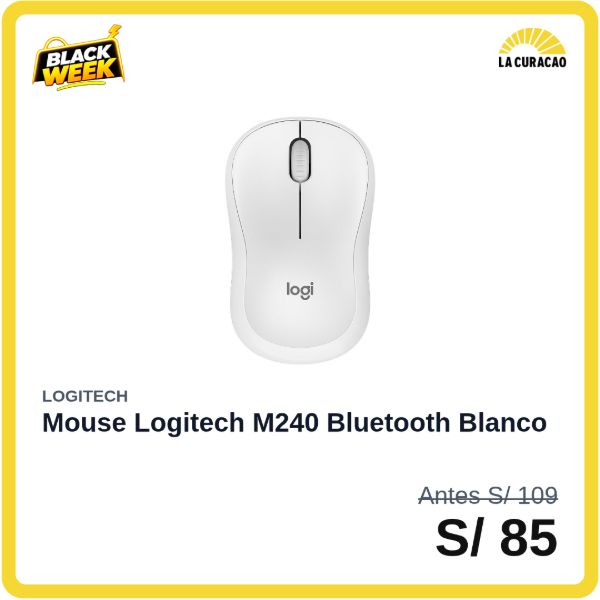 BLACK
WEEK
LA CURACAO
logi
LOGITECH
Mouse Logitech M240 Bluetooth Blanco
Antes S/ 109
S/ 85